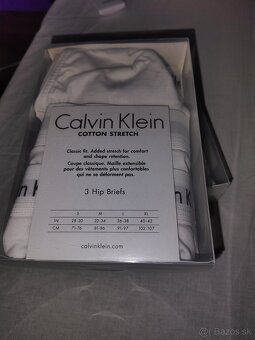 Calvin Klein
COTTON STRETCH
Classic fit. Added stretch for comfort
and shape retention.
Coupe classique. Maille extensible
pour des vêtements plus confortables
qui ne se déforment pas.
3 Hip Briefs
S M L XL
IN 28-30 32-34 36-38 40-42
CM 71-76 81-86 91-97 102-107
calvinklein.com
n Klein
bazar.sk